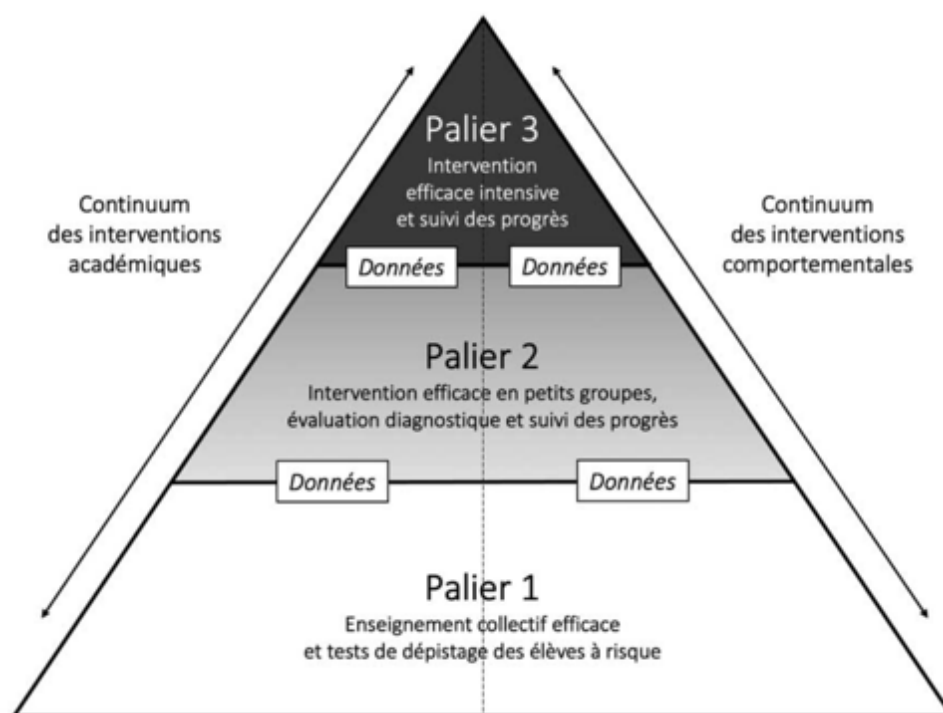 Palier 3
Intervention
efficace intensive
et suivi des progrès
Continuum
des interventions
académiques
Continuum
des interventions
comportementales
Données
Données
Palier 2
Intervention efficace en petits groupes,
évaluation diagnostique et suivi des progrès
Données
Données
Palier 1
Enseignement collectif efficace
et tests de dépistage des élèves à risque